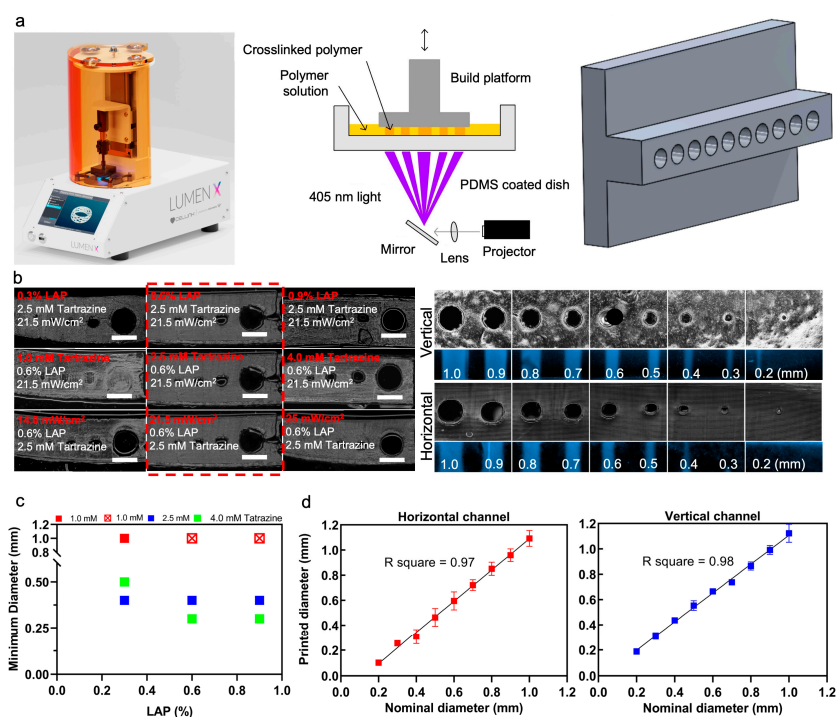 a
LUMEN X
CELLINK
LUMEN X
Crosslinked polymer
Polymer
solution
Build platform
405 nm light
PDMS coated dish
Mirror
Lens
Projector
b
0.3% LAP
2.5 mM Tartrazine
21.5 mW/cm²
2.5 mM Tartrazine
21.5 mW/cm²
0.9% LAP
2.5 mM Tartrazine
21.5 mW/cm²
1.0 mM Tartrazine
0.6% LAP
21.5 mW/cm²
2.5 mM Tartrazine
0.6% LAP
21.5 mW/cm²
4.0 mM Tartrazine
0.6% LAP
21.5 mW/cm²
0.6% LAP
2.5 mM Tartrazine
21.5 mW/cm²
0.6% LAP
2.5 mM Tartrazine
mW/cm²
0.6% LAP
2.5 mM Tartrazine
Vertical
1.0 0.9 0.8 0.7 0.6 0.5 0.4 0.3 0.2 (mm)
Horizontal
1.0 0.9 0.8 0.7 0.6 0.5 0.4 0.3 0.2 (mm)
c
1.0 mM 1.0 mM 2.5 mM 4.0 mM Tatrazine
Minimum Diameter (mm)
1.2
1.0
0.8
0.50
0.25
0.00
0.0 0.2 0.4 0.6 0.8 1.0
LAP (%)
d
Horizontal channel
R square = 0.97
Printed diameter (mm)
1.2
1.0
0.8
0.6
0.4
0.2
0.0
0.0 0.2 0.4 0.6 0.8 1.0 1.2
Nominal diameter (mm)
Vertical channel
R square = 0.98
1.2
1.0
0.8
0.6
0.4
0.2
0.0
0.0 0.2 0.4 0.6 0.8 1.0 1.2
Nominal diameter (mm)